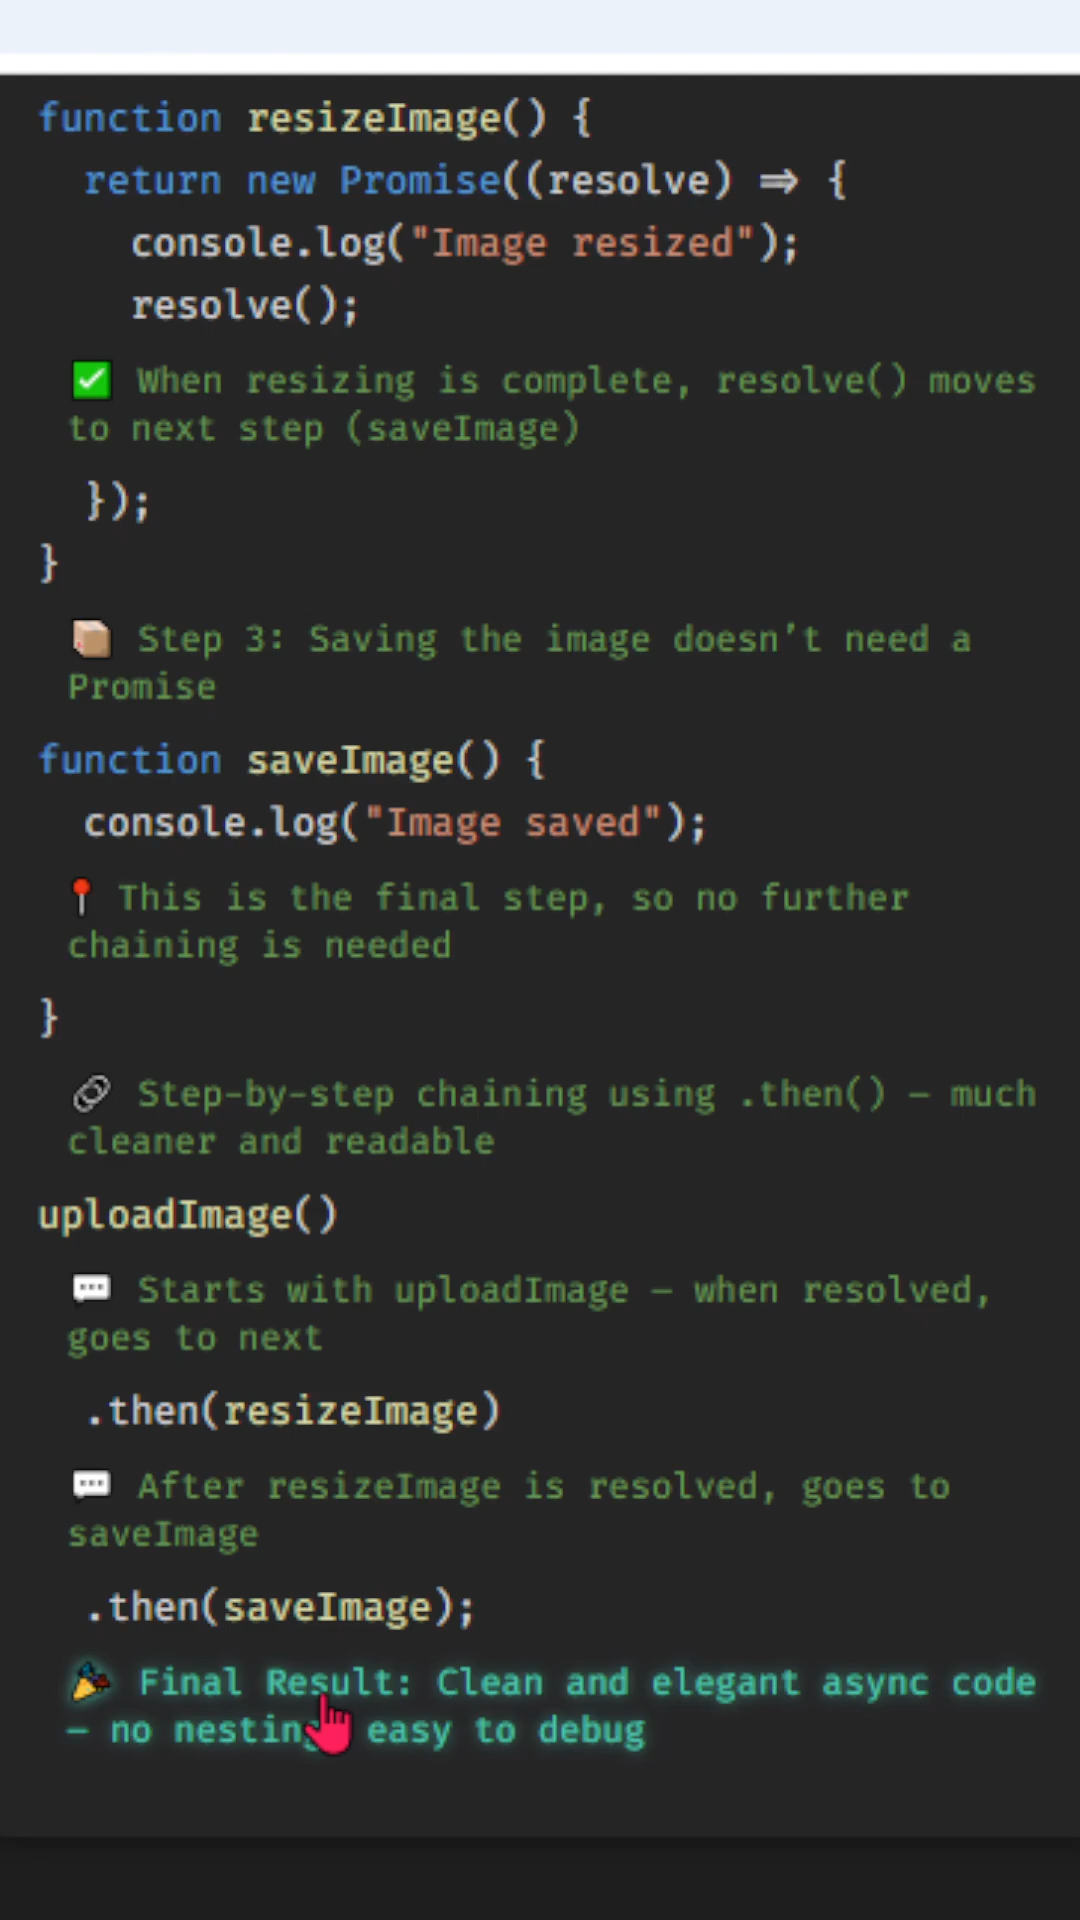 function resizeImage() {
return new Promise((resolve) => {
console.log("Image resized");
resolve();
✅ When resizing is complete, resolve() moves
to next step (saveImage)
});
}
📦 Step 3: Saving the image doesn’t need a
Promise
function saveImage() {
console.log("Image saved");
📍 This is the final step, so no further
chaining is needed
}
🔗 Step-by-step chaining using .then() — much
cleaner and readable
uploadImage()
💬 Starts with uploadImage — when resolved,
goes to next
.then(resizeImage)
💬 After resizeImage is resolved, goes to
saveImage
.then(saveImage);
🎉 Final Result: Clean and elegant async code
— no nesting easy to debug